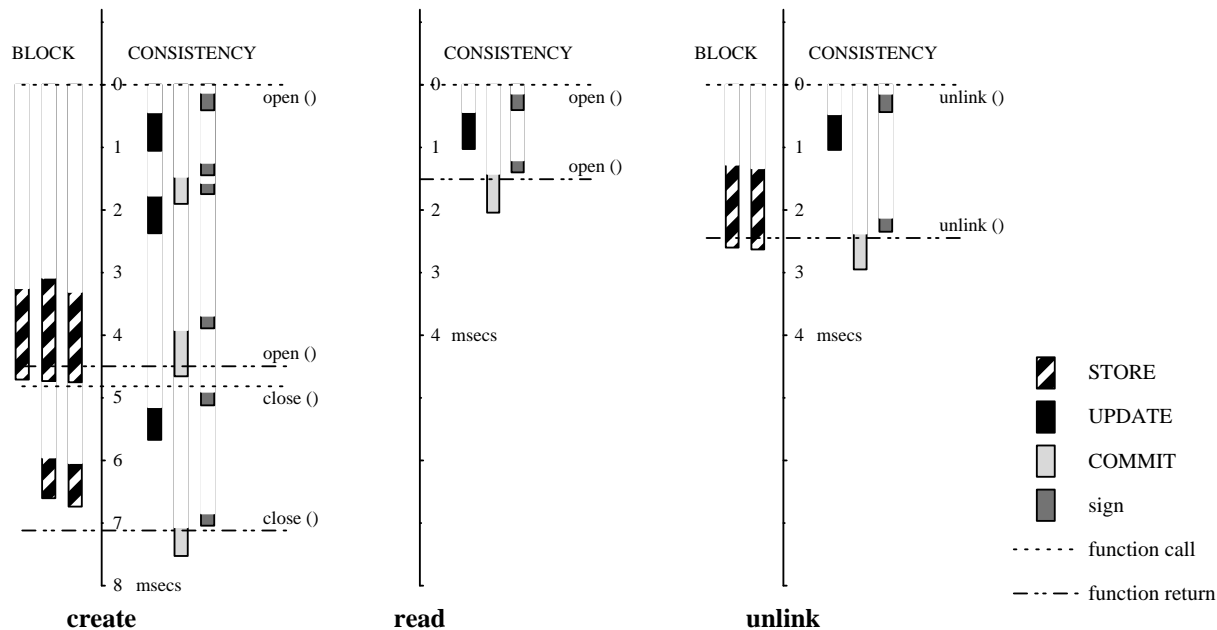 BLOCK CONSISTENCY
0
open ()
1
2
3
4
open ()
5
close ()
6
7
close ()
8 msecs
create
CONSISTENCY
0
open ()
1
open ()
2
3
4 msecs
read
BLOCK CONSISTENCY
0
unlink ()
1
2
unlink ()
3
4 msecs
unlink
STORE
UPDATE
COMMIT
sign
function call
function return